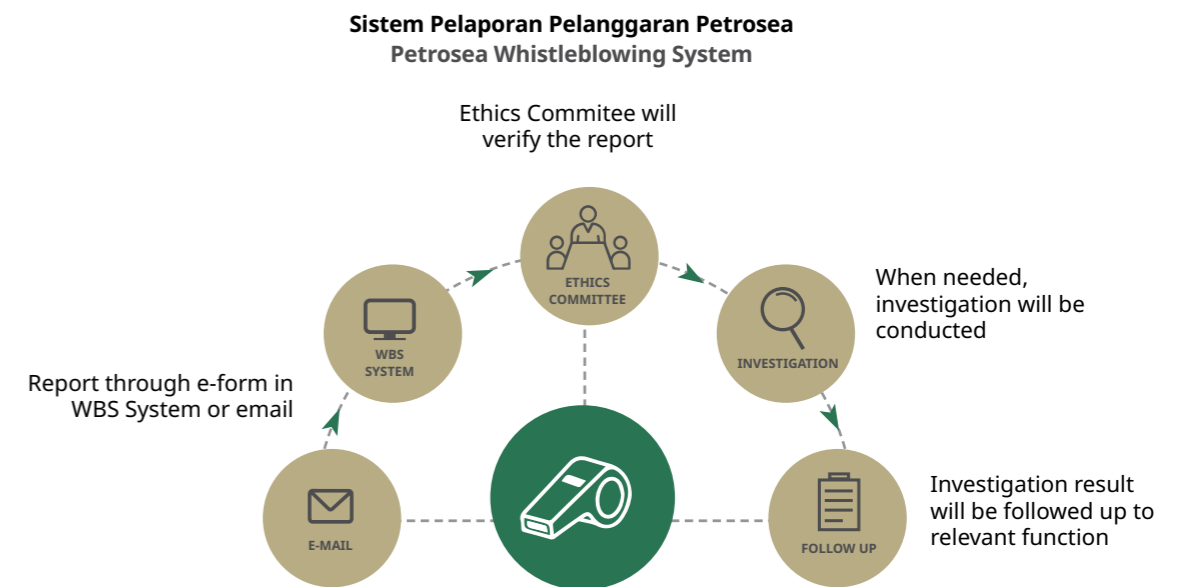 Sistem Pelaporan Pelanggaran Petrosea
Petrosea Whistleblowing System
Ethics Commitee will
verify the report
ETHICS
COMMITTEE
When needed,
investigation will be
conducted
INVESTIGATION
WBS
SYSTEM
Report through e-form in
WBS System or email
E-MAIL
Investigation result
will be followed up to
relevant function
FOLLOW UP